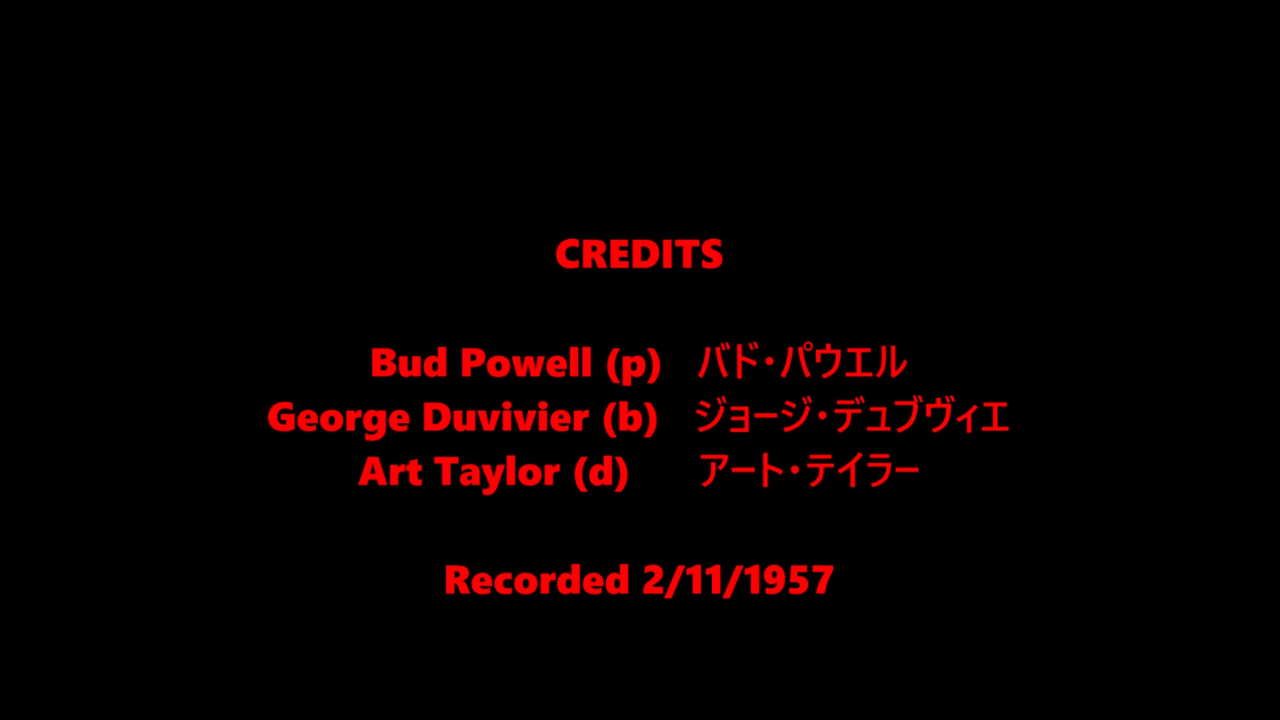 CREDITS
Bud Powell (p) バド・パウエル
George Duvivier (b) ジョージ・デュブヴィエ
Art Taylor (d) アート・テイラー
Recorded 2/11/1957